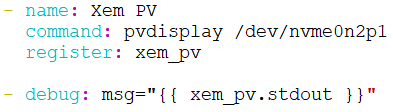 - name: Xem PV
  command: pvdisplay /dev/nvme0n2p1
  register: xem_pv
- debug: msg="{{ xem_pv.stdout }}"